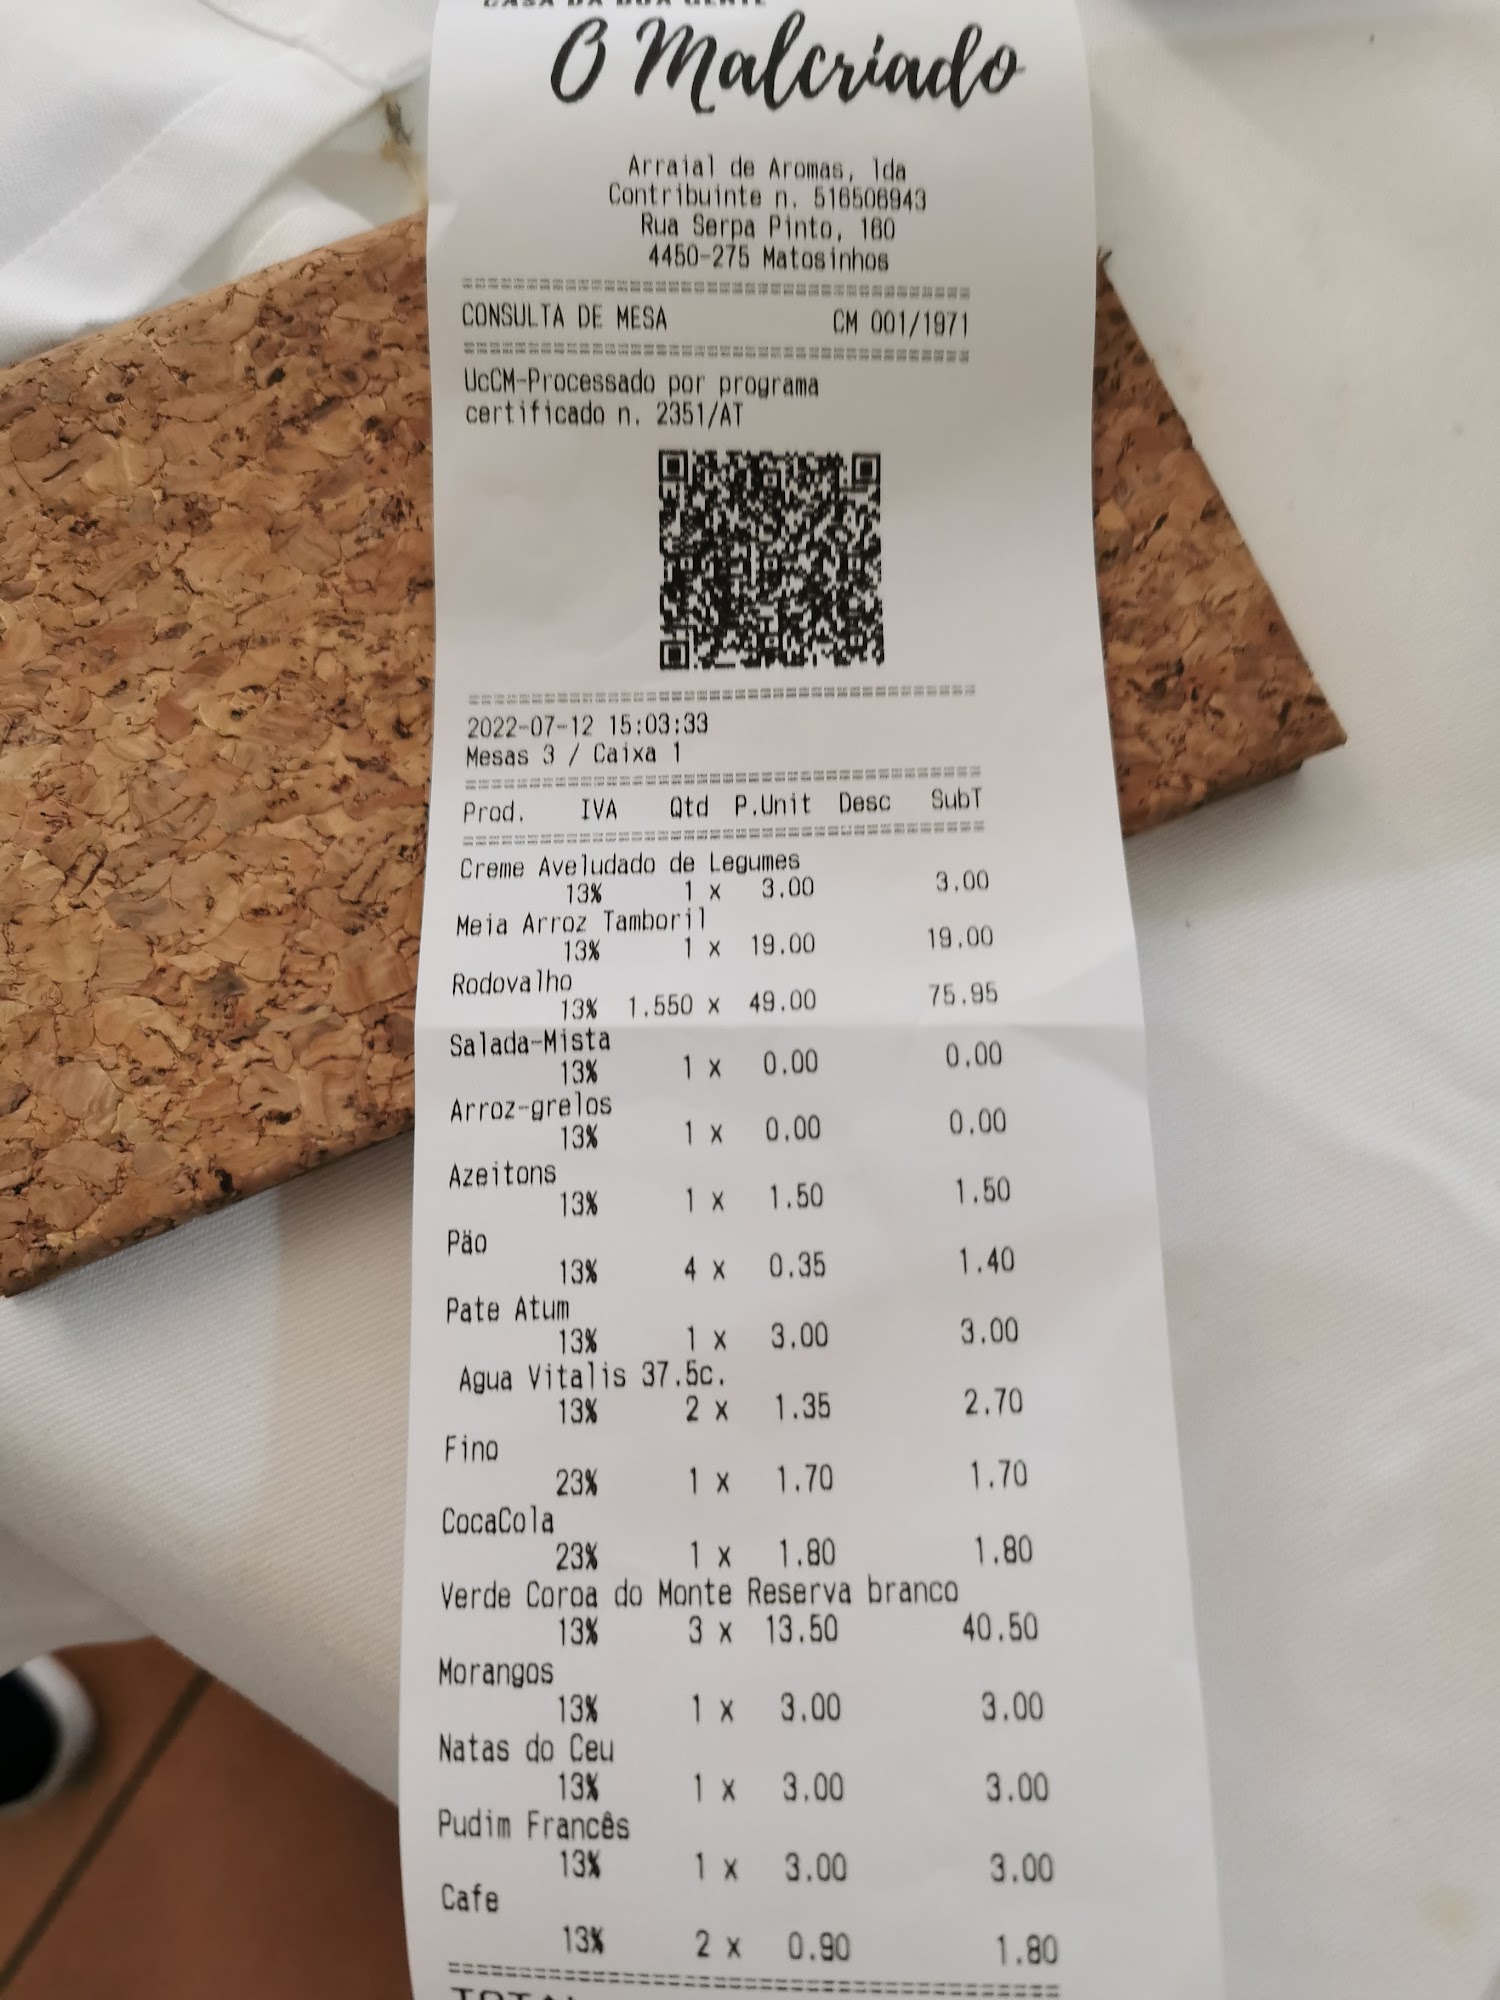 CASA DA BOA GENTE
O Malcriado
Arraial de Aromas, lda
Contribuinte n. 516506943
Rua Serpa Pinto, 160
4450-275 Matosinhos
CONSULTA DE MESA CM 001/1971
UcCM-Processado por programa
certificado n. 2351/AT
2022-07-12 15:03:33
Mesas 3 / Caixa 1
Prod. IVA Qtd P.Unit Desc SubT
Creme Aveludado de Legumes
13% 1 x 3.00 3.00
Meia Arroz Tamboril
13% 1 x 19.00 19.00
Rodovalho
13% 1.550 x 49.00 75.95
Salada-Mista
13% 1 x 0.00 0.00
Arroz-grelos
13% 1 x 0.00 0.00
Azeitons
13% 1 x 1.50 1.50
Päo
13% 4 x 0.35 1.40
Pate Atum
13% 1 x 3.00 3.00
Agua Vitalis 37.5c.
13% 2 x 1.35 2.70
Fino
23% 1 x 1.70 1.70
CocaCola
23% 1 x 1.80 1.80
Verde Coroa do Monte Reserva branco
13% 3 x 13.50 40.50
Morangos
13% 1 x 3.00 3.00
Natas do Ceu
13% 1 x 3.00 3.00
Pudim Francês
13% 1 x 3.00 3.00
Cafe
13% 2 x 0.90 1.80